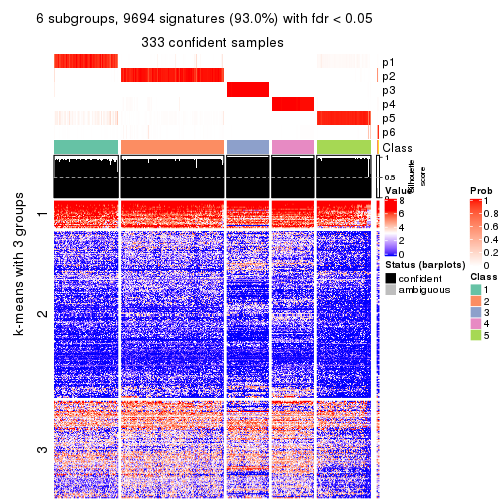 6 subgroups, 9694 signatures (93.0%) with fdr < 0.05
333 confident samples
p1
p2
p3
p4
p5
p6
Class
1
0.5
0
Silhouette
score
k-means with 3 groups
1
2
3
Value
8
6
4
2
0
Status (barplots)
confident
ambiguous
Prob
1
0.8
0.6
0.4
0.2
0
Class
1
2
3
4
5